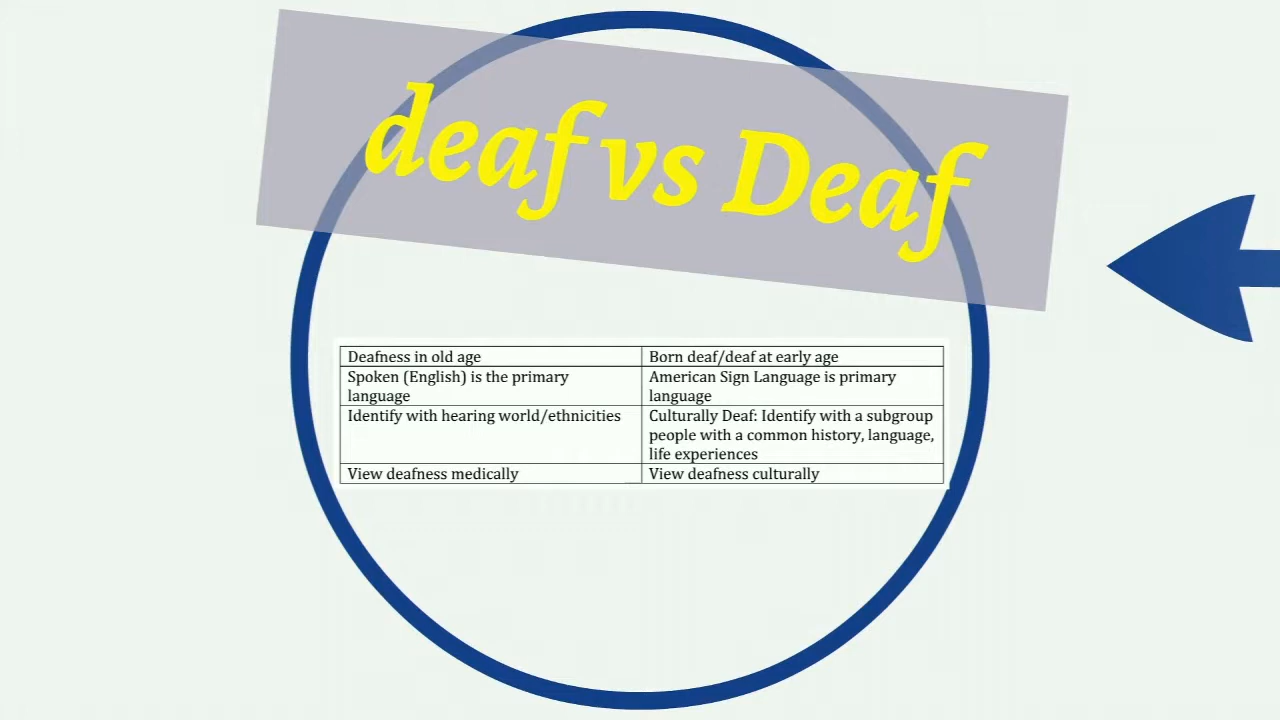 deaf vs Deaf
Deafness in old age
Born deaf/deaf at early age
Spoken (English) is the primary
language
American Sign Language is primary
language
Identify with hearing world/ethnicities
Culturally Deaf: Identify with a subgroup
people with a common history, language,
life experiences
View deafness medically
View deafness culturally